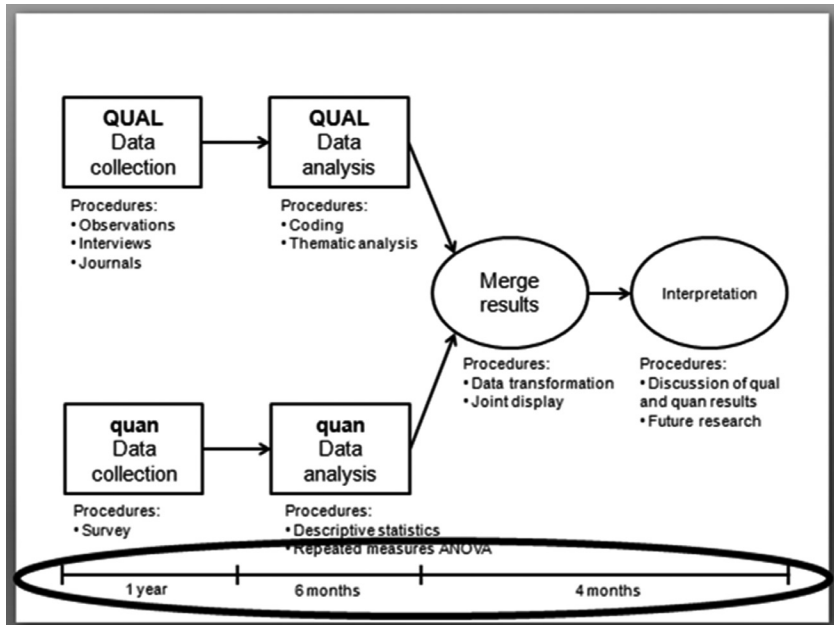 QUAL
Data
collection
QUAL
Data
analysis
Procedures:
• Observations
• Interviews
• Journals
Procedures:
• Coding
• Thematic analysis
Merge
results
Interpretation
Procedures:
• Data transformation
• Joint display
Procedures:
• Discussion of qual
and quan results
• Future research
quan
Data
collection
quan
Data
analysis
Procedures:
• Survey
Procedures:
• Descriptive statistics
• Repeated measures ANOVA
1 year
6 months
4 months